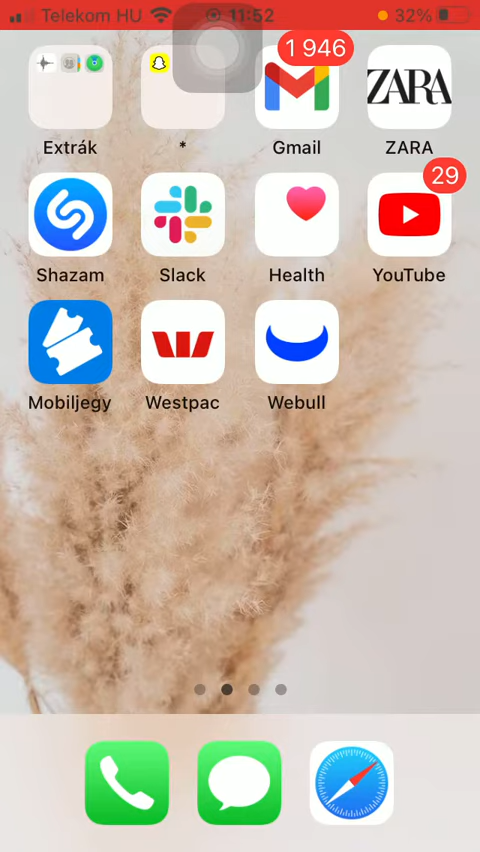 Telekom HU 11:52 32%
1 946
ZARA
Extrák * Gmail ZARA
29
Shazam Slack Health YouTube
Mobiljegy Westpac Webull